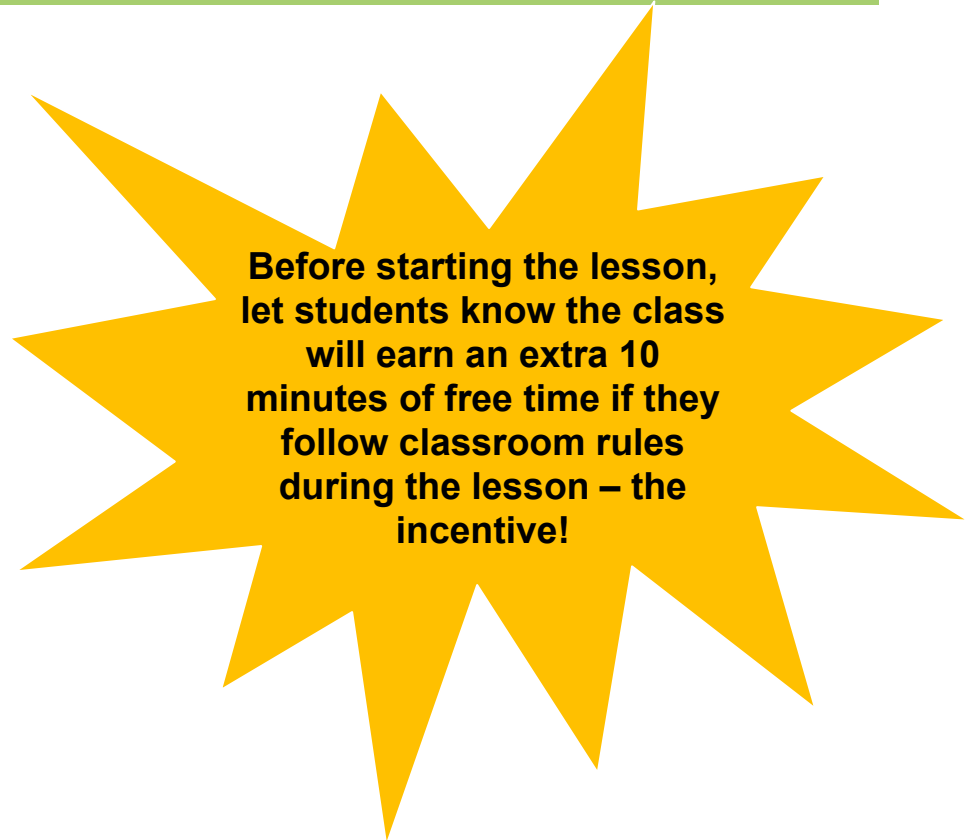 Before starting the lesson,
let students know the class
will earn an extra 10
minutes of free time if they
follow classroom rules
during the lesson – the
incentive!